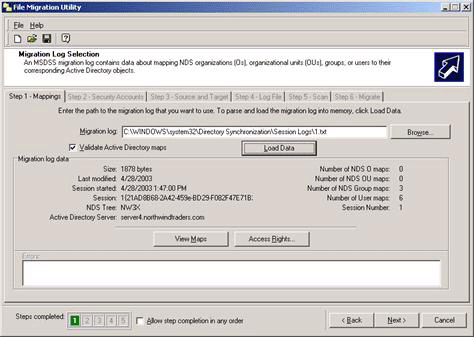 File Migration Utility
File Help
Migration Log Selection
An MSDSS migration log contains data about mapping NDS organizations (Os), organizational units (OUs), groups, or users to their
corresponding Active Directory objects.
Step 1 - Mappings Step 2 - Security Accounts Step 3 - Source and Target Step 4 - Log File Step 5 - Scan Step 6 - Migrate
Enter the path to the migration log that you want to use. To parse and load the migration log into memory, click Load Data.
Migration log: C:\WINDOWS\system32\Directory Synchronization\Session Logs\1.txt Browse...
Validate Active Directory maps Load Data
Migration log data
Size: 1878 bytes Number of NDS O maps: 0
Last modified: 4/28/2003 Number of NDS OU maps: 0
Session started: 4/28/2003 1:47:00 PM Number of NDS Group maps: 3
Session: 1{21AD8B68-2A42-459e-BD29-F082F47E71B: Number of User maps: 6
NDS Tree: NW3X Session Number: 1
Active Directory Server: server4.northwindtraders.com
View Maps Access Rights...
Errors:
Steps completed: 1 2 3 4 5 Allow step completion in any order < Back Next > Cancel